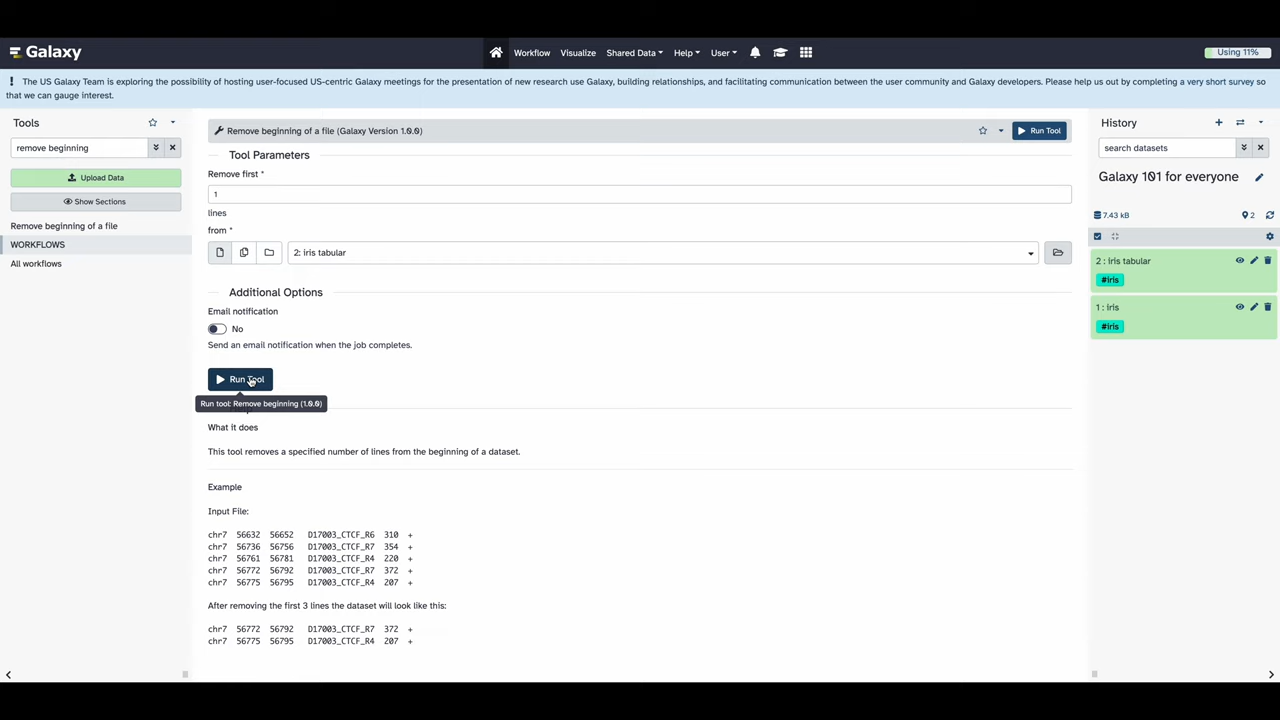 Galaxy
Workflow
Visualize
Shared Data
Help
User
Using 11%
! The US Galaxy Team is exploring the possibility of hosting user-focused US-centric Galaxy meetings for the presentation of new research use Galaxy, building relationships, and facilitating communication between the user community and Galaxy developers. Please help us out by completing a very short survey so
that we can gauge interest.
Tools
remove beginning
Upload Data
Show Sections
Remove beginning of a file
WORKFLOWS
All workflows
Remove beginning of a file (Galaxy Version 1.0.0)
Run Tool
Tool Parameters
Remove first *
1
lines
from *
2: iris tabular
Additional Options
Email notification
No
Send an email notification when the job completes.
Run Tool
Run tool: Remove beginning (1.0.0)
What it does
This tool removes a specified number of lines from the beginning of a dataset.
Example
Input File:
chr7 56632 56652 D17003_CTCF_R6 310 +
chr7 56736 56756 D17003_CTCF_R7 354 +
chr7 56761 56781 D17003_CTCF_R4 220 +
chr7 56772 56792 D17003_CTCF_R7 372 +
chr7 56775 56795 D17003_CTCF_R4 207 +
After removing the first 3 lines the dataset will look like this:
chr7 56772 56792 D17003_CTCF_R7 372 +
chr7 56775 56795 D17003_CTCF_R4 207 +
History
search datasets
Galaxy 101 for everyone
7.43 kB
2
2 : iris tabular
#iris
1 : iris
#iris